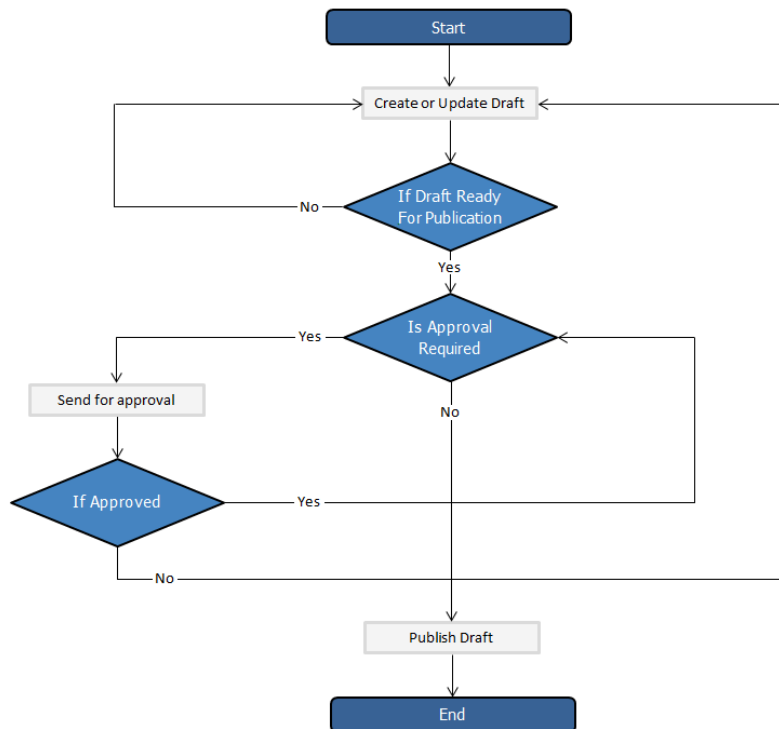 Start
Create or Update Draft
If Draft Ready
For Publication
No
Yes
Is Approval
Required
Yes
Send for approval
No
If Approved
Yes
No
Publish Draft
End